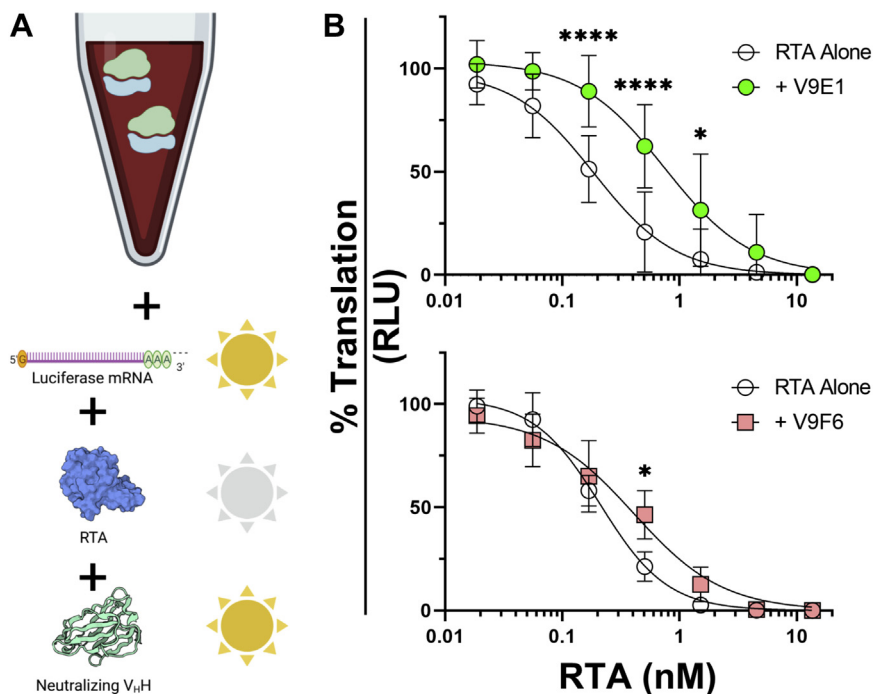 A
5'G
AAA
3'
Luciferase mRNA
RTA
Neutralizing VHH
B
% Translation
(RLU)
100
50
0
0.01
0.1
1
10
****
****
*
RTA Alone
+ V9E1
100
50
0
0.01
0.1
1
10
*
RTA Alone
+ V9F6
RTA (nM)